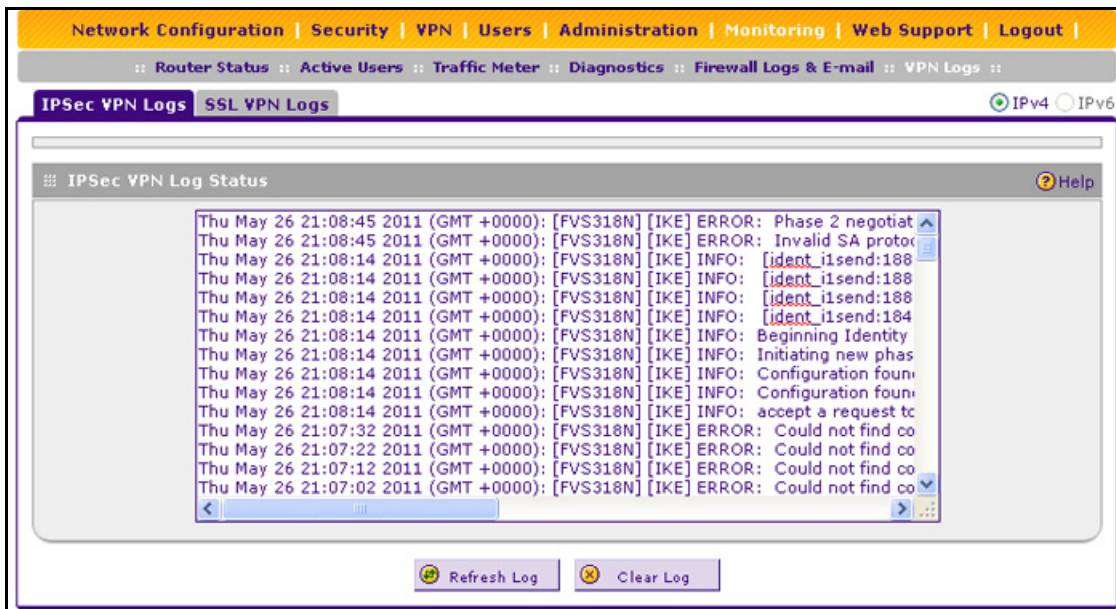 Network Configuration | Security | VPN | Users | Administration | Monitoring | Web Support | Logout |
:: Router Status :: Active Users :: Traffic Meter :: Diagnostics :: Firewall Logs & E-mail :: VPN Logs ::
IPSec VPN Logs SSL VPN Logs IPv4 IPv6
IPSec VPN Log Status Help
Thu May 26 21:08:45 2011 (GMT +0000): [FVS318N] [IKE] ERROR: Phase 2 negotiat
Thu May 26 21:08:45 2011 (GMT +0000): [FVS318N] [IKE] ERROR: Invalid SA protoc
Thu May 26 21:08:14 2011 (GMT +0000): [FVS318N] [IKE] INFO: [ident_i1send:188
Thu May 26 21:08:14 2011 (GMT +0000): [FVS318N] [IKE] INFO: [ident_i1send:188
Thu May 26 21:08:14 2011 (GMT +0000): [FVS318N] [IKE] INFO: [ident_i1send:188
Thu May 26 21:08:14 2011 (GMT +0000): [FVS318N] [IKE] INFO: [ident_i1send:184
Thu May 26 21:08:14 2011 (GMT +0000): [FVS318N] [IKE] INFO: Beginning Identity
Thu May 26 21:08:14 2011 (GMT +0000): [FVS318N] [IKE] INFO: Initiating new phas
Thu May 26 21:08:14 2011 (GMT +0000): [FVS318N] [IKE] INFO: Configuration foun
Thu May 26 21:08:14 2011 (GMT +0000): [FVS318N] [IKE] INFO: Configuration foun
Thu May 26 21:08:14 2011 (GMT +0000): [FVS318N] [IKE] INFO: accept a request to
Thu May 26 21:07:32 2011 (GMT +0000): [FVS318N] [IKE] ERROR: Could not find co
Thu May 26 21:07:22 2011 (GMT +0000): [FVS318N] [IKE] ERROR: Could not find co
Thu May 26 21:07:12 2011 (GMT +0000): [FVS318N] [IKE] ERROR: Could not find co
Thu May 26 21:07:02 2011 (GMT +0000): [FVS318N] [IKE] ERROR: Could not find co
Refresh Log Clear Log